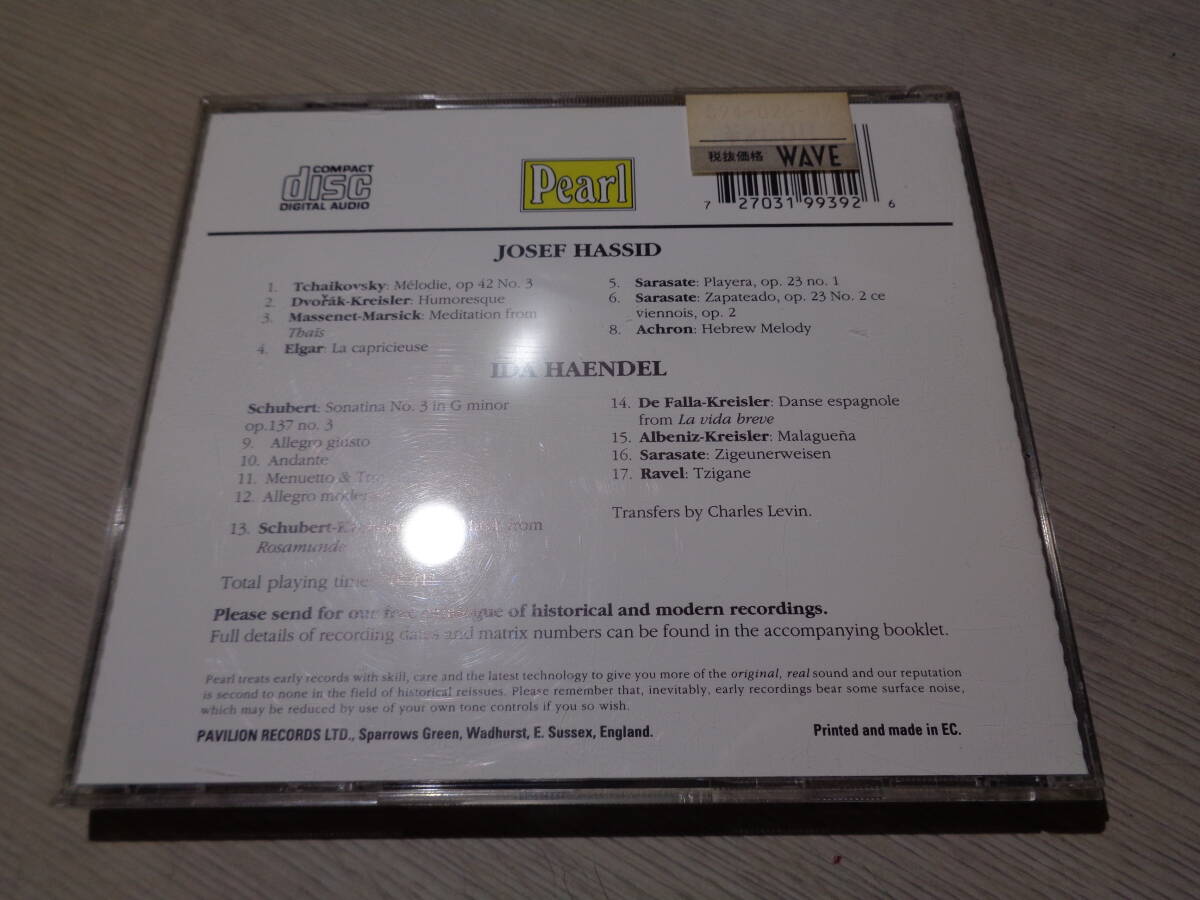 COMPACT
disc
DIGITAL AUDIO
Pearl
税抜価格 WAVE
7 27031 99392 6
JOSEF HASSID
1. Tchaikovsky: Mélodie, op 42 No. 3
2. Dvořák-Kreisler: Humoresque
3. Massenet-Marsick: Meditation from
Thaïs
4. Elgar: La capricieuse
5. Sarasate: Playera, op. 23 no. 1
6. Sarasate: Zapateado, op. 23 No. 2 ce
viennois, op. 2
8. Achron: Hebrew Melody
IDA HAENDEL
Schubert: Sonatina No. 3 in G minor
op.137 no. 3
9. Allegro giusto
10. Andante
11. Menuetto &
12. Allegro
13. from
Rosamunde
14. De Falla-Kreisler: Danse espagnole
from La vida breve
15. Albeniz-Kreisler: Malagueña
16. Sarasate: Zigeunerweisen
17. Ravel: Tzigane
Transfers by Charles Levin.
Total playing time
Please send for our free catalogue of historical and modern recordings.
Full details of recording dates and matrix numbers can be found in the accompanying booklet.
Pearl treats early records with skill, care and the latest technology to give you more of the original, real sound and our reputation
is second to none in the field of historical reissues. Please remember that, inevitably, early recordings bear some surface noise,
which may be reduced by use of your own tone controls if you so wish.
PAVILION RECORDS LTD., Sparrows Green, Wadhurst, E. Sussex, England.
Printed and made in EC.